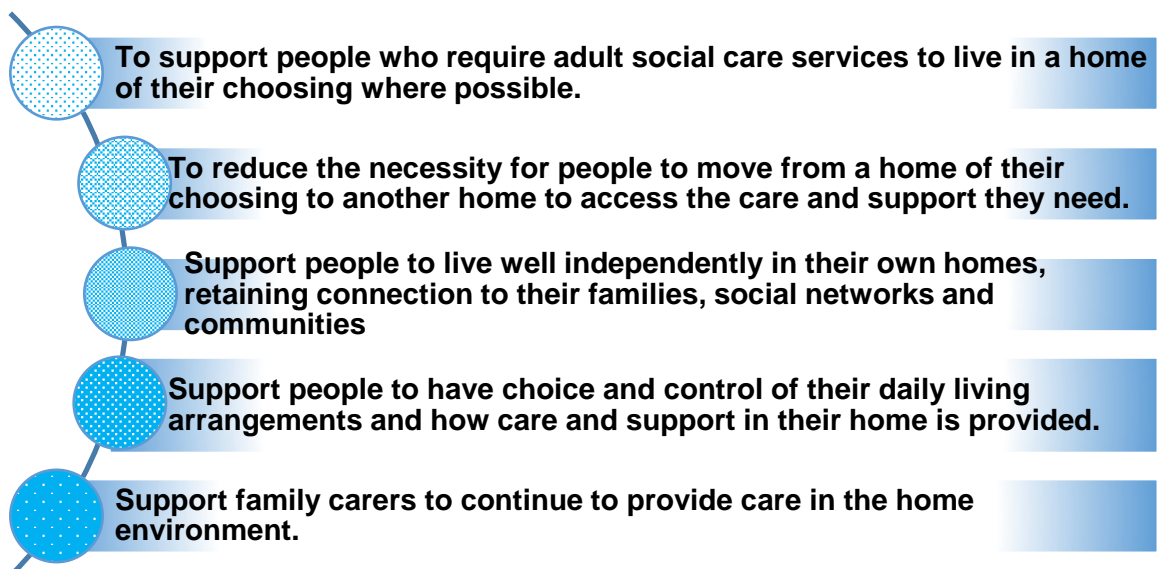 To support people who require adult social care services to live in a home
of their choosing where possible.
To reduce the necessity for people to move from a home of their
choosing to another home to access the care and support they need.
Support people to live well independently in their own homes,
retaining connection to their families, social networks and
communities
Support people to have choice and control of their daily living
arrangements and how care and support in their home is provided.
Support family carers to continue to provide care in the home
environment.